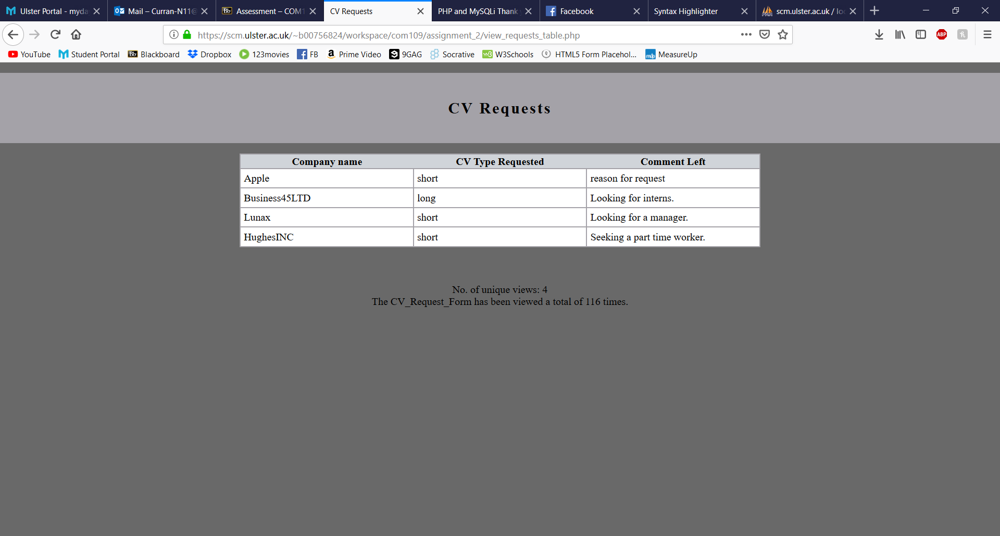 Ulster Portal - myda
Mail – Curran-N11@
Assessment – COM1
CV Requests
PHP and MySQLi Thank
Facebook
Syntax Highlighter
scm.ulster.ac.uk / loc
https://scm.ulster.ac.uk/~b00756824/workspace/com109/assignment_2/view_requests_table.php
ABP
YouTube
Student Portal
Bb Blackboard
Dropbox
123movies
FB
Prime Video
9GAG
Socrative
W3Schools
HTML5 Form Placehol...
MeasureUp
CV Requests
Company name CV Type Requested Comment Left
Apple short reason for request
Business45LTD long Looking for interns.
Lunax short Looking for a manager.
HughesINC short Seeking a part time worker.
No. of unique views: 4
The CV_Request_Form has been viewed a total of 116 times.